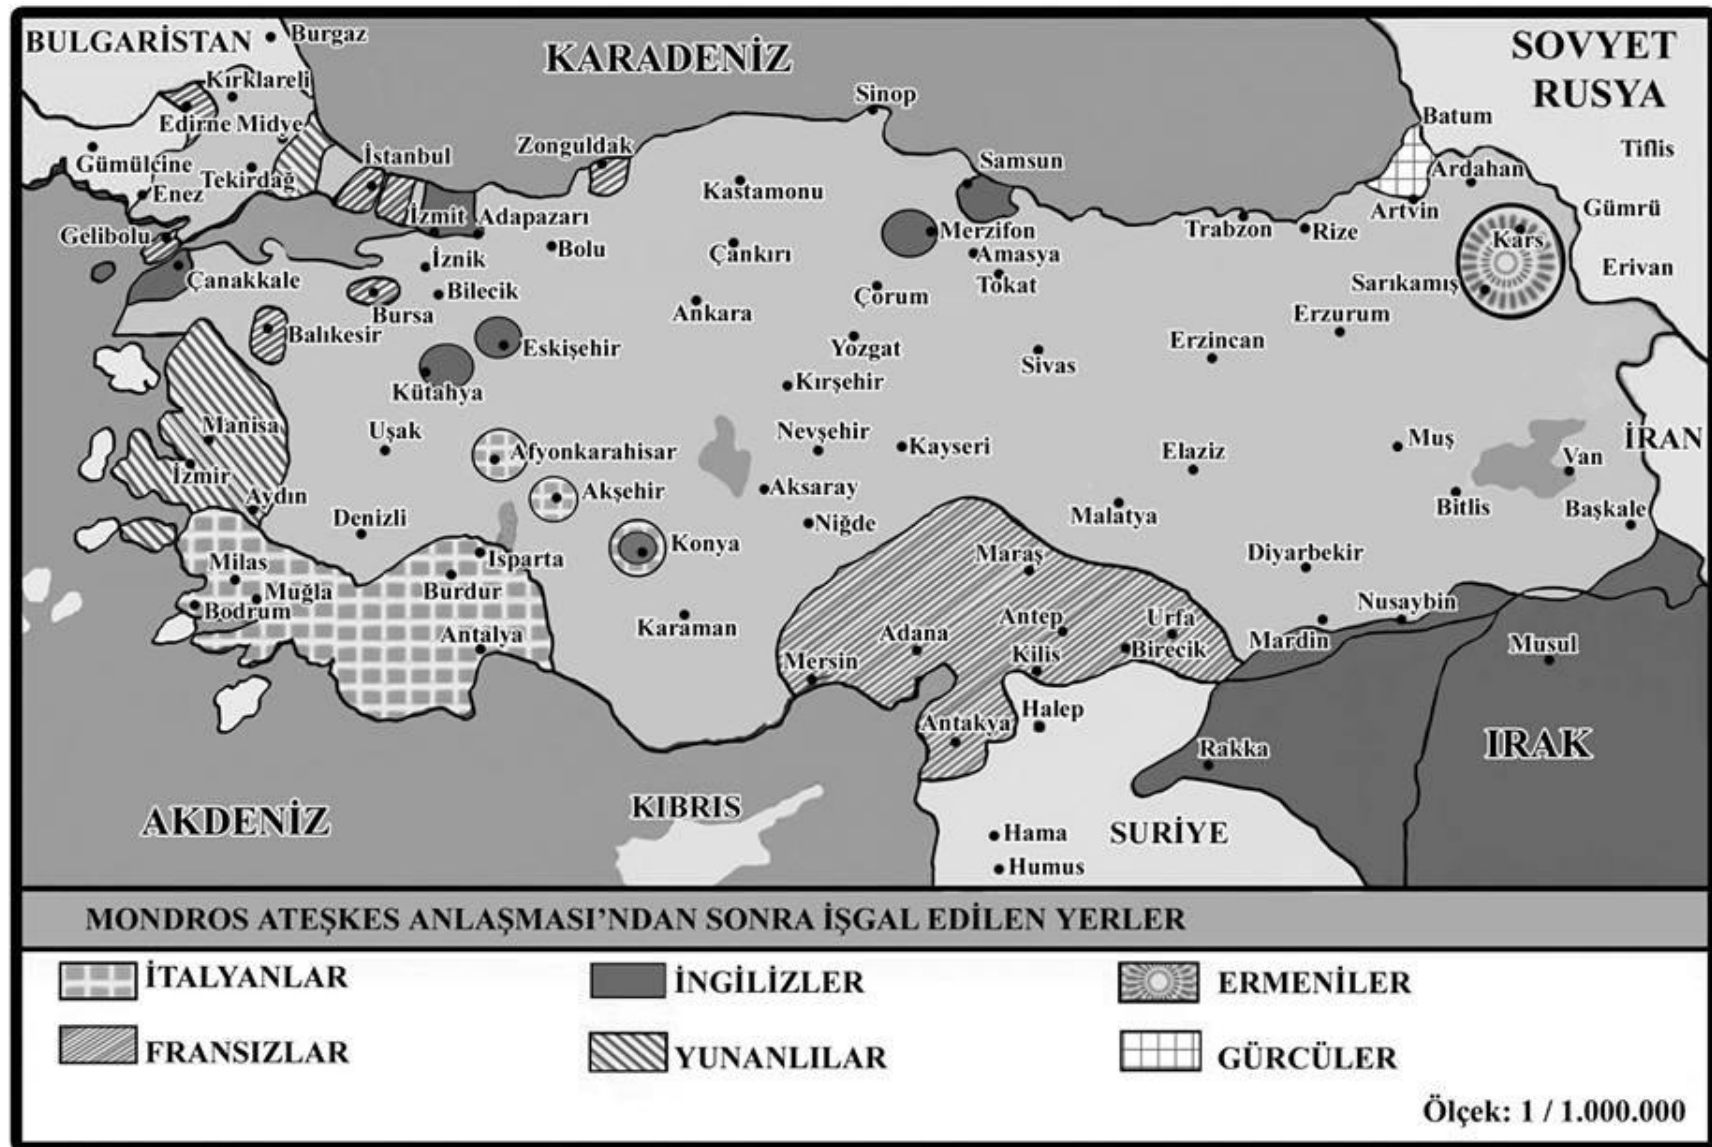 BULGARİSTAN
Burgaz
KARADENİZ
SOVYET
RUSYA
Kırklareli
Sinop
Batum
Edirne Midye
Tiflis
Gümülcine
İstanbul
Zonguldak
Samsun
Ardahan
Tekirdağ
Kastamonu
Enez
Artvin
Gümrü
Gelibolu
İzmit
Adapazarı
Bolu
Merzifon
Trabzon
Rize
Kars
Çanakkale
İznik
Çankırı
Amasya
Erivan
Bilecik
Tokat
Sarıkamış
Bursa
Ankara
Çorum
Erzurum
Balıkesir
Eskişehir
Yozgat
Sivas
Erzincan
Kütahya
Kırşehir
Manisa
Uşak
Nevşehir
Kayseri
Muş
İRAN
Afyonkarahisar
Elaziz
Van
İzmir
Akşehir
Aksaray
Aydın
Denizli
Niğde
Malatya
Bitlis
Başkale
Konya
Maraş
Diyarbekir
Milas
Isparta
Muğla
Burdur
Bodrum
Antalya
Karaman
Adana
Antep
Urfa
Nusaybin
Mersin
Kilis
Birecik
Mardin
Musul
Antakya
Halep
Rakka
IRAK
AKDENİZ
KIBRIS
Hama
SURİYE
Humus
MONDROS ATEŞKES ANLAŞMASI'NDAN SONRA İŞGAL EDİLEN YERLER
İTALYANLAR
İNGİLİZLER
ERMENİLER
FRANSIZLAR
YUNANLILAR
GÜRCÜLER
Ölçek: 1 / 1.000.000